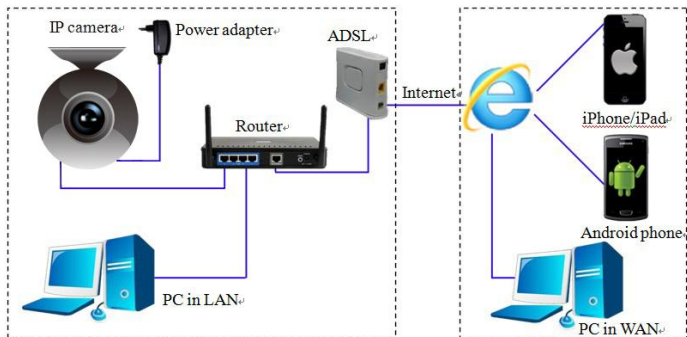 IP camera
Power adapter
ADSL
Internet
Router
iPhone/iPad
Android phone
PC in LAN
PC in WAN